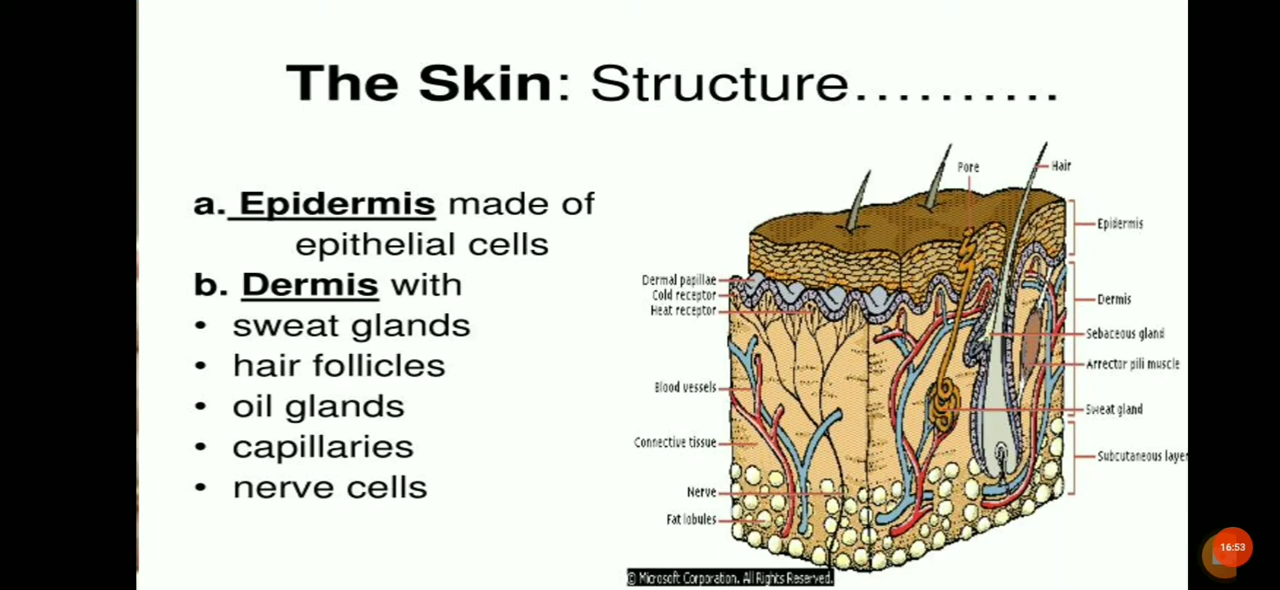 The Skin: Structure..........
a. Epidermis made of
epithelial cells
b. Dermis with
• sweat glands
• hair follicles
• oil glands
• capillaries
• nerve cells
Pore
Hair
Epidermis
Dermis
Sebaceous gland
Arrector pili muscle
Sweat gland
Subcutaneous layer
Dermal papillae
Cold receptor
Heat receptor
Blood vessels
Connective tissue
Nerve
Fat lobules
© Microsoft Corporation. All Rights Reserved.
16:53